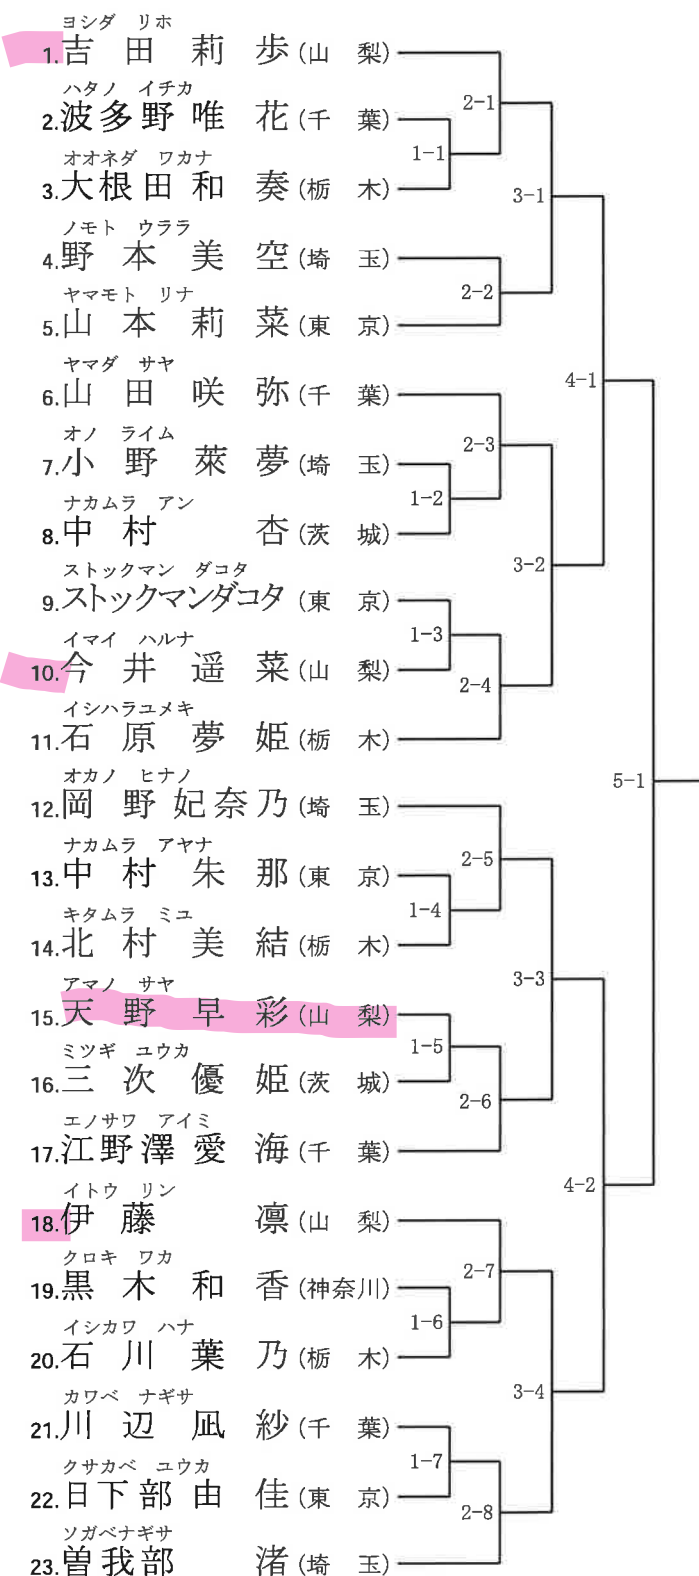 ヨシダ リホ
1.吉田莉歩(山梨)
ハタノ イチカ
2.波多野唯花(千葉)
オオネダ ワカナ
3.大根田和奏(栃木)
ノモト ウララ
4.野本美空(埼玉)
ヤマモト リナ
5.山本莉菜(東京)
ヤマダ サヤ
6.山田咲弥(千葉)
オノ ライム
7.小野萊夢(埼玉)
ナカムラ アン
8.中村杏(茨城)
ストックマン ダコタ
9.ストックマンダコタ(東京)
イマイ ハルナ
10.今井遥菜(山梨)
イシハラユメキ
11.石原夢姫(栃木)
オカノ ヒナノ
12.岡野妃奈乃(埼玉)
ナカムラ アヤナ
13.中村朱那(東京)
キタムラ ミユ
14.北村美結(栃木)
アマノ サヤ
15.天野早彩(山梨)
ミツギ ユウカ
16.三次優姫(茨城)
エノサワ アイミ
17.江野澤愛海(千葉)
イトウ リン
18.伊藤凛(山梨)
クロキ ワカ
19.黒木和香(神奈川)
イシカワ ハナ
20.石川葉乃(栃木)
カワベ ナギサ
21.川辺凪紗(千葉)
クサカベ ユウカ
22.日下部由佳(東京)
ソガベナギサ
23.曽我部渚(埼玉)
1-1
1-2
1-3
1-4
1-5
1-6
1-7
2-1
2-2
2-3
2-4
2-5
2-6
2-7
2-8
3-1
3-2
3-3
3-4
4-1
4-2
5-1